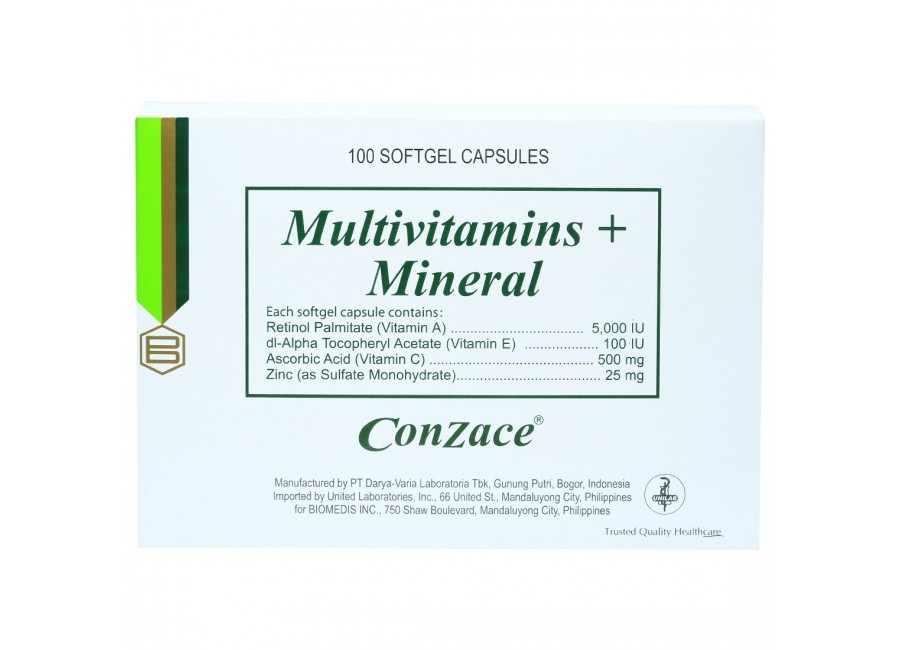 100 SOFTGEL CAPSULES
Multivitamins +
Mineral
Each softgel capsule contains:
Retinol Palmitate (Vitamin A) ................................ 5,000 IU
dl-Alpha Tocopheryl Acetate (Vitamin E) ........... 100 IU
Ascorbic Acid (Vitamin C) ........................................ 500 mg
Zinc (as Sulfate Monohydrate)................................... 25 mg
B
Conzace®
Manufactured by PT Darya-Varia Laboratoria Tbk, Gunung Putri, Bogor, Indonesia
Imported by United Laboratories, Inc., 66 United St., Mandaluyong City, Philippines
for BIOMEDIS INC., 750 Shaw Boulevard, Mandaluyong City, Philippines
UNILAB
Trusted Quality Healthcare